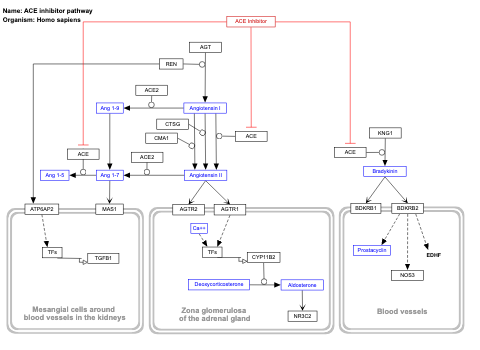 Name: ACE inhibitor pathway
Organism: Homo sapiens
ACE Inhibitor
AGT
REN
ACE2
Ang 1-9
Angiotensin I
CTSG
CMA1
ACE
KNG1
ACE
ACE2
ACE
Bradykinin
Ang 1-5
Ang 1-7
Angiotensin II
ATP6AP2
MAS1
AGTR2
AGTR1
BDKRB1
BDKRB2
Ca++
TFs
TGFB1
TFs
CYP11B2
Prostacyclin
EDHF
NOS3
Deoxycorticosterone
Aldosterone
NR3C2
Mesangial cells around
blood vessels in the kidneys
Zona glomerulosa
of the adrenal gland
Blood vessels